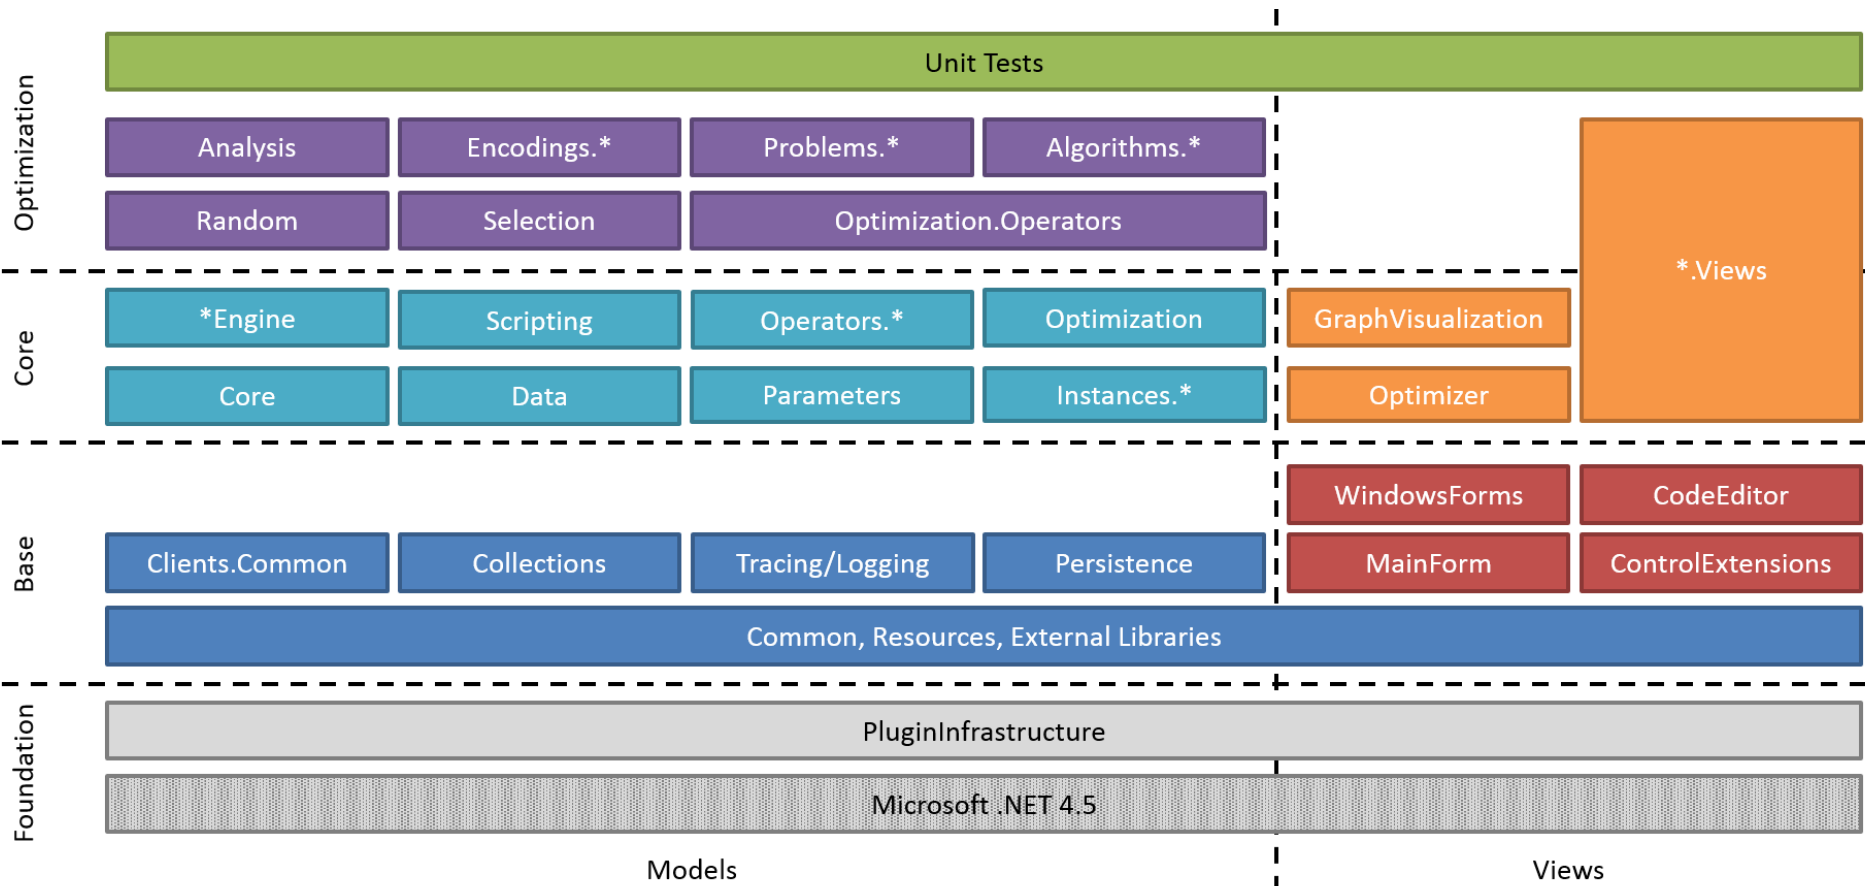 Optimization
Unit Tests
Analysis
Encodings.*
Problems.*
Algorithms.*
Random
Selection
Optimization.Operators
*.Views
Core
*Engine
Scripting
Operators.*
Optimization
GraphVisualization
Core
Data
Parameters
Instances.*
Optimizer
Base
WindowsForms
CodeEditor
Clients.Common
Collections
Tracing/Logging
Persistence
MainForm
ControlExtensions
Common, Resources, External Libraries
Foundation
PluginInfrastructure
Microsoft .NET 4.5
Models
Views